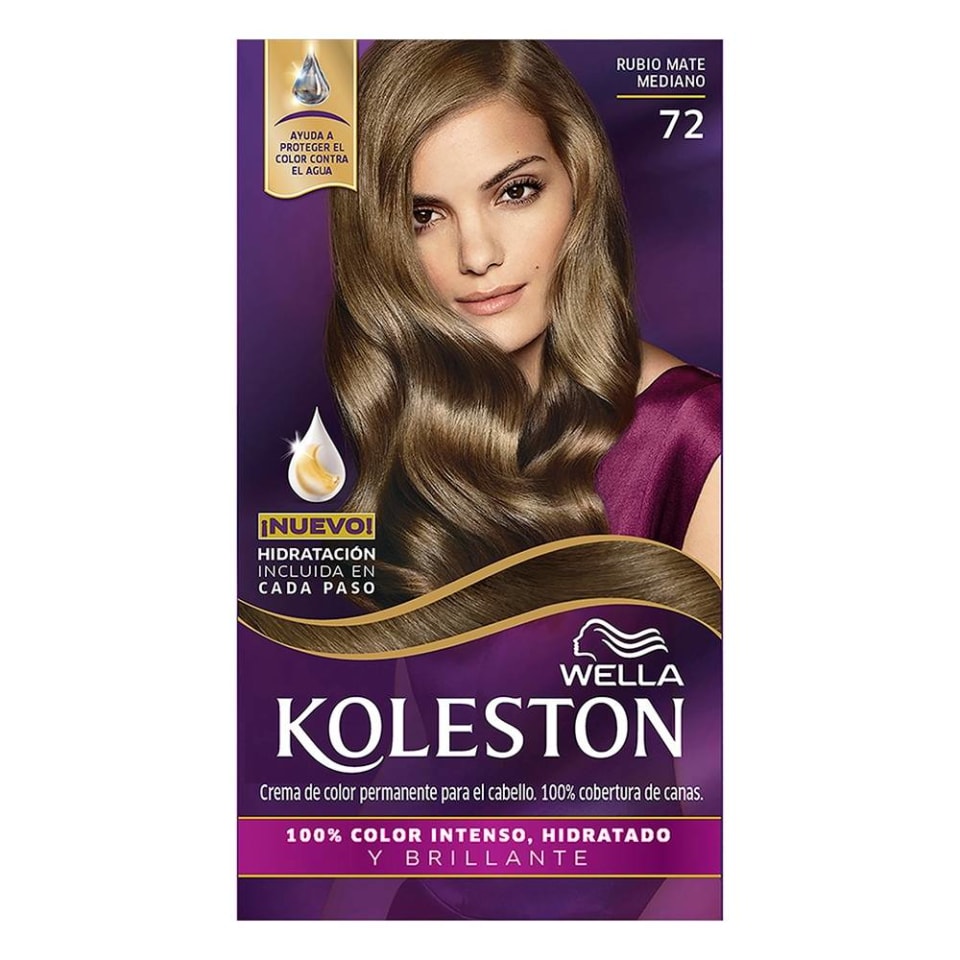 AYUDA A
PROTEGER EL
COLOR CONTRA
EL AGUA
RUBIO MATE
MEDIANO
72
¡NUEVO!
HIDRATACIÓN
INCLUIDA EN
CADA PASO
WELLA
KOLESTON
Crema de color permanente para el cabello. 100% cobertura de canas.
100% COLOR INTENSO, HIDRATADO
Y BRILLANTE